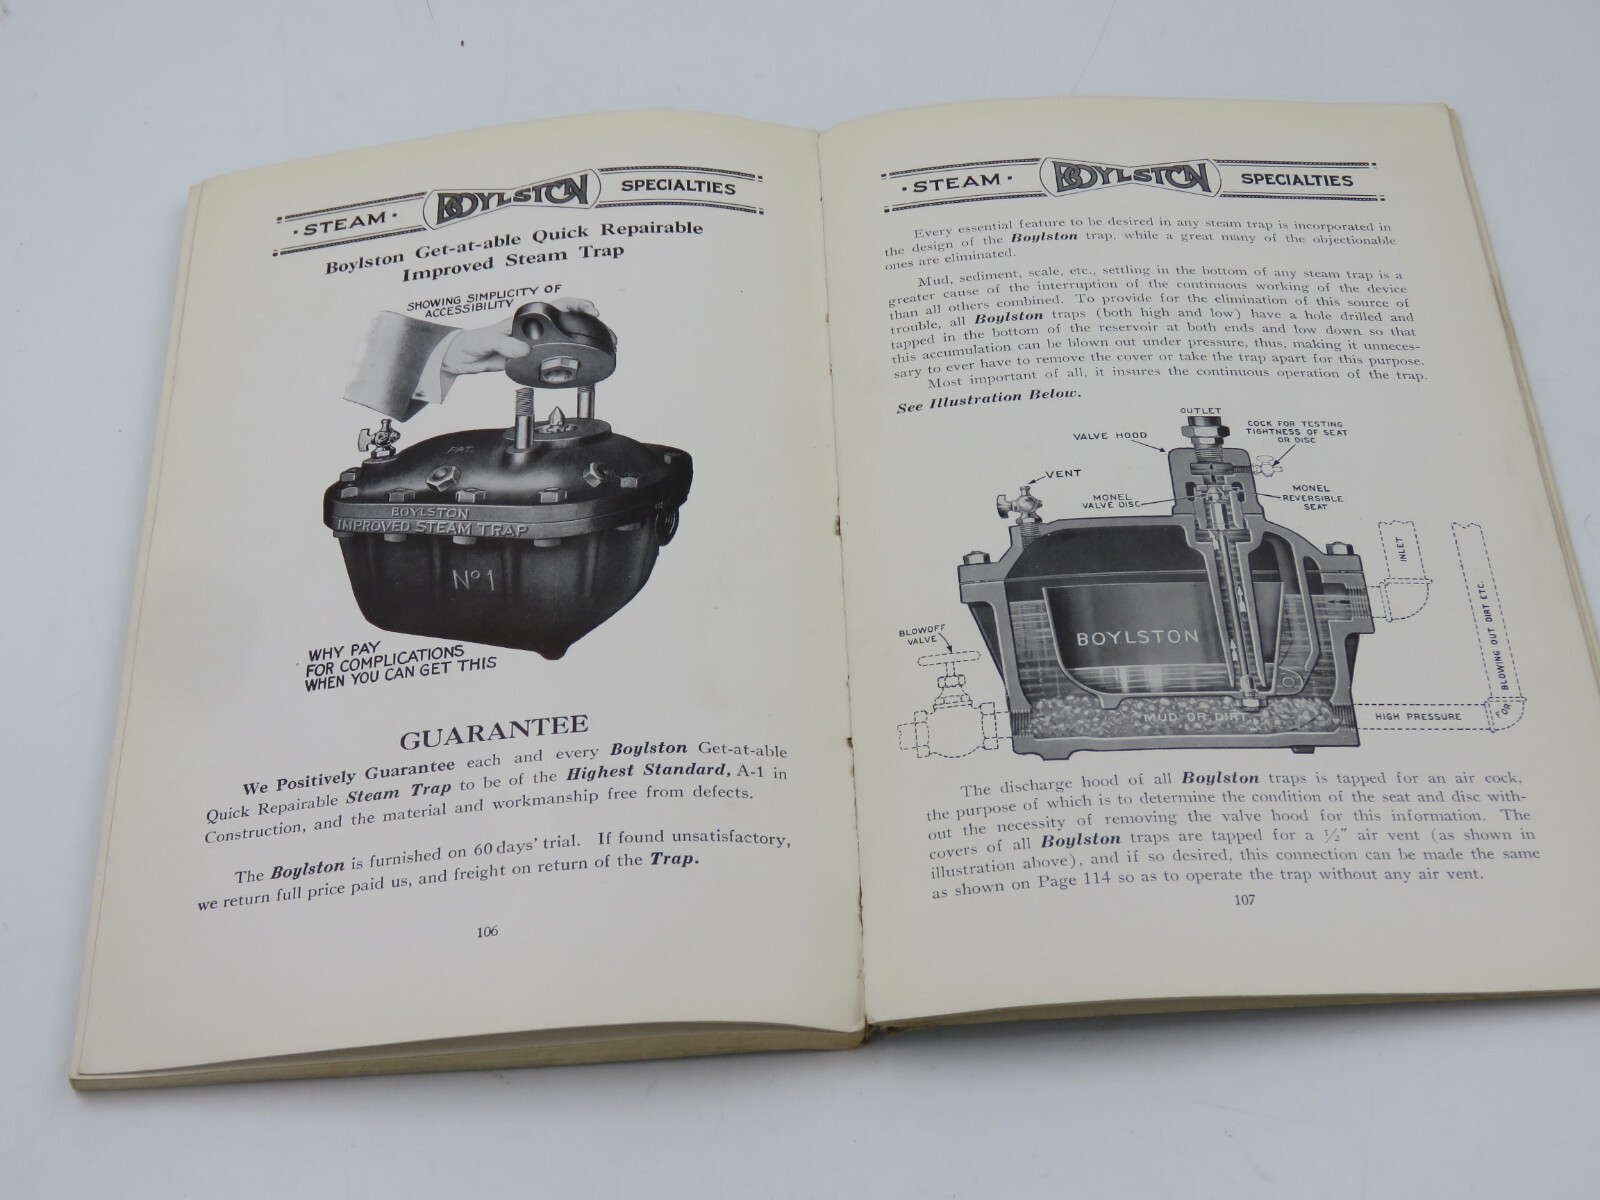 · STEAM · BOYLSTON SPECIALTIES
Boylston Get-at-able Quick Repairable
Improved Steam Trap
SHOWING SIMPLICITY OF
ACCESSIBILITY
PAT.
BOYLSTON
IMPROVED STEAM TRAP
Nº 1
WHY PAY
FOR COMPLICATIONS
WHEN YOU CAN GET THIS
GUARANTEE
We Positively Guarantee each and every Boylston Get-at-able
Quick Repairable Steam Trap to be of the Highest Standard, A-1 in
Construction, and the material and workmanship free from defects.
The Boylston is furnished on 60 days' trial. If found unsatisfactory,
we return full price paid us, and freight on return of the Trap.
106
· STEAM · BOYLSTON SPECIALTIES
Every essential feature to be desired in any steam trap is incorporated in
the design of the Boylston trap, while a great many of the objectionable
ones are eliminated.
Mud, sediment, scale, etc., settling in the bottom of any steam trap is a
greater cause of the interruption of the continuous working of the device
than all others combined. To provide for the elimination of this source of
trouble, all Boylston traps (both high and low) have a hole drilled and
tapped in the bottom of the reservoir at both ends and low down so that
this accumulation can be blown out under pressure, thus, making it unneces-
sary to ever have to remove the cover or take the trap apart for this purpose.
Most important of all, it insures the continuous operation of the trap.
See Illustration Below.
OUTLET
VALVE HOOD
COCK FOR TESTING
TIGHTNESS OF SEAT
OR DISC
VENT
MONEL
VALVE DISC
MONEL
REVERSIBLE
SEAT
INLET
BLOWOFF
VALVE
BOYLSTON
MUD OR DIRT
HIGH PRESSURE
FOR BLOWING OUT DIRT ETC.
The discharge hood of all Boylston traps is tapped for an air cock,
the purpose of which is to determine the condition of the seat and disc with-
out the necessity of removing the valve hood for this information. The
covers of all Boylston traps are tapped for a ½" air vent (as shown in
illustration above), and if so desired, this connection can be made the same
as shown on Page 114 so as to operate the trap without any air vent.
107